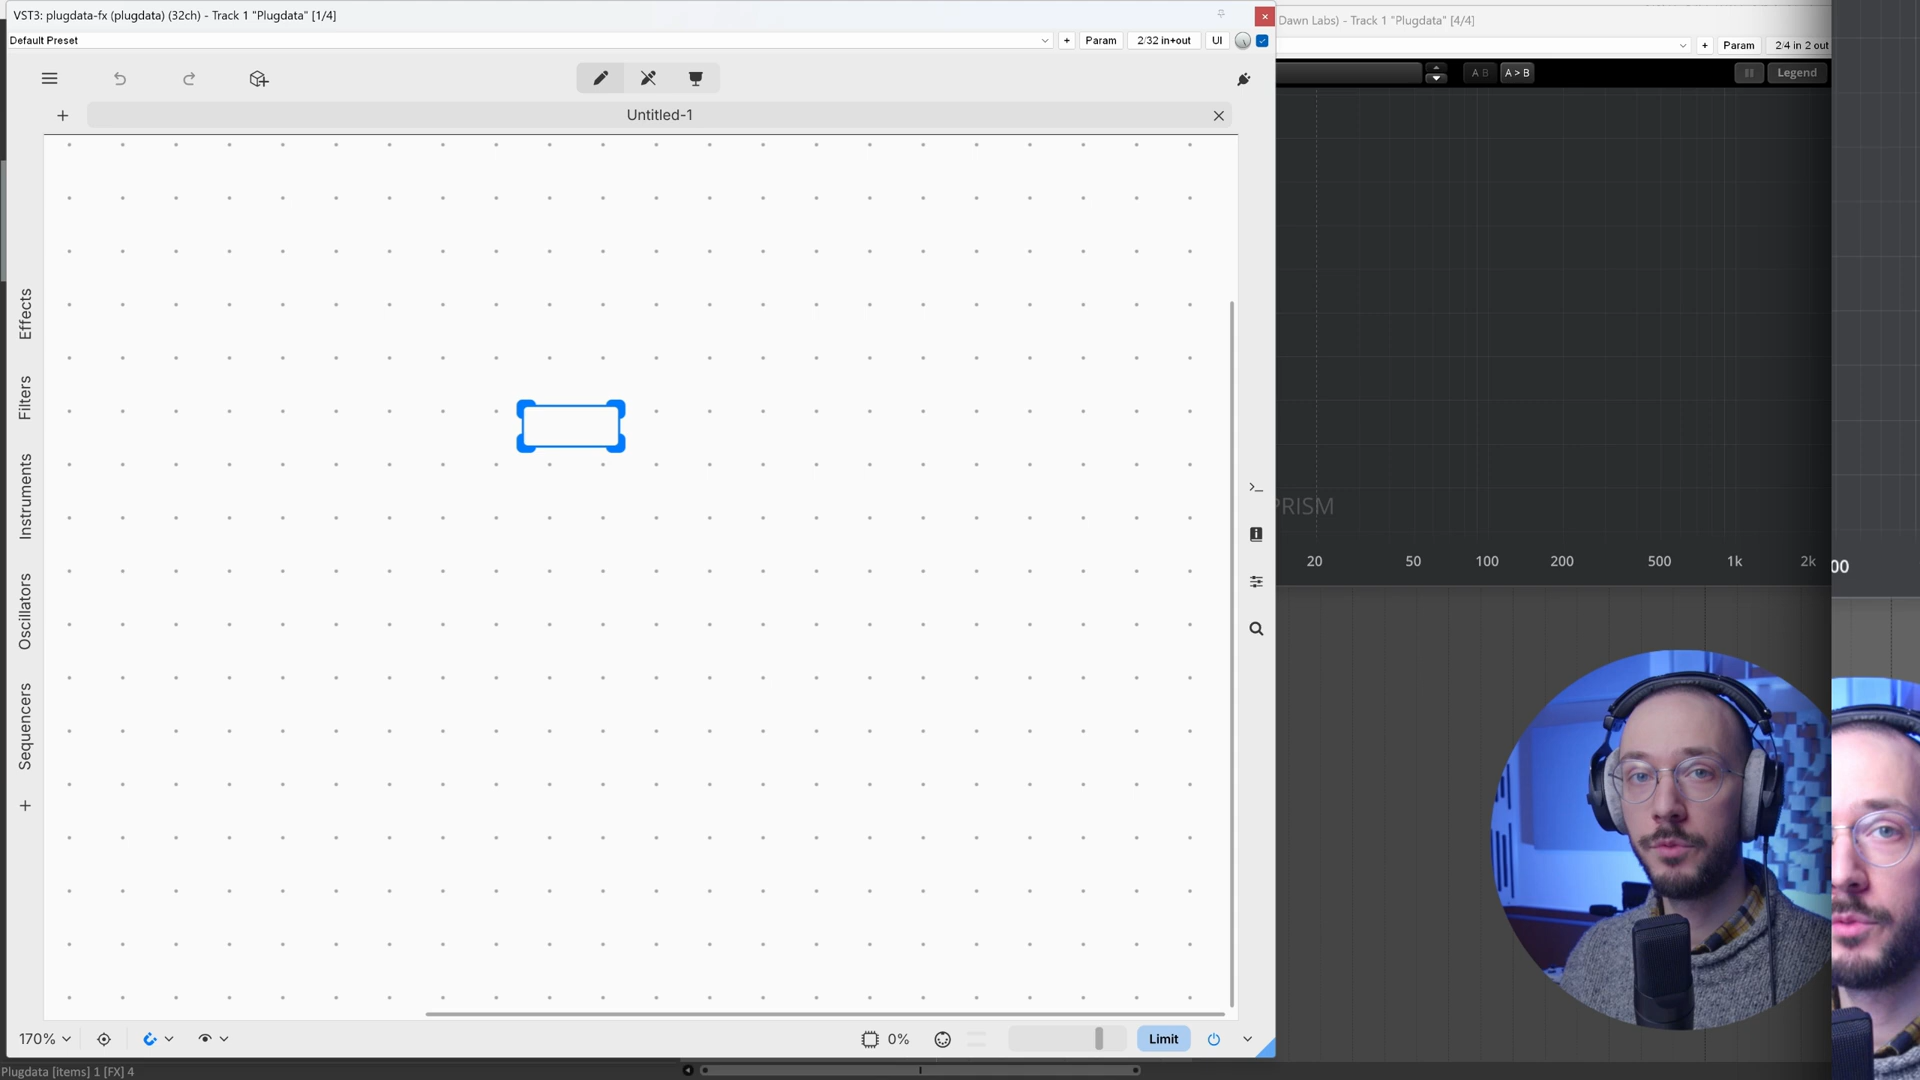 VST3: plugdata-fx (plugdata) (32ch) - Track 1 "Plugdata" [1/4]
Dawn Labs) - Track 1 "Plugdata" [4/4]
Default Preset
+
Param
2/32 in+out
UI
+
Param
2/4 in 2 out
A B
A > B
Legend
+
Untitled-1
Effects
Filters
Instruments
Oscillators
Sequencers
+
PRISM
20
50
100
200
500
1k
2k
00
170%
0%
Limit
Plugdata [items] 1 [FX] 4